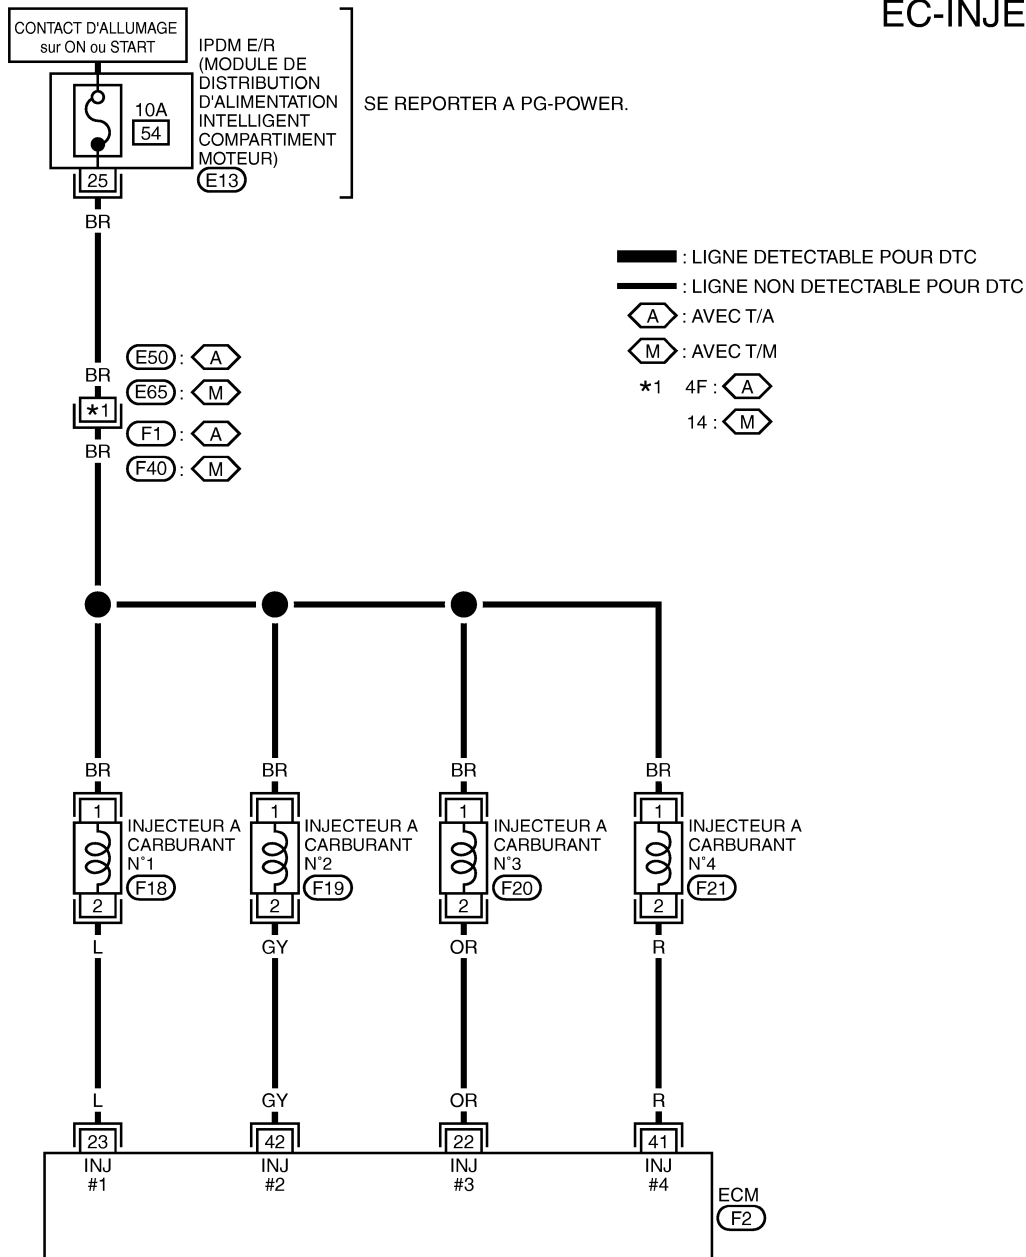 EC-INJE
CONTACT D'ALLUMAGE
sur ON ou START
IPDM E/R
(MODULE DE
DISTRIBUTION
D'ALIMENTATION
INTELLIGENT
COMPARTIMENT
MOTEUR)
E13
10A
54
25
SE REPORTER A PG-POWER.
BR
: LIGNE DETECTABLE POUR DTC
: LIGNE NON DETECTABLE POUR DTC
A : AVEC T/A
M : AVEC T/M
*1 4F : A
14 : M
BR
*1
BR
E50 : A
E65 : M
F1 : A
F40 : M
BR BR BR BR
1 1 1 1
INJECTEUR A
CARBURANT
N°1
F18
INJECTEUR A
CARBURANT
N°2
F19
INJECTEUR A
CARBURANT
N°3
F20
INJECTEUR A
CARBURANT
N°4
F21
2 2 2 2
L GY OR R
L GY OR R
23 42 22 41
INJ INJ INJ INJ
#1 #2 #3 #4
ECM
F2